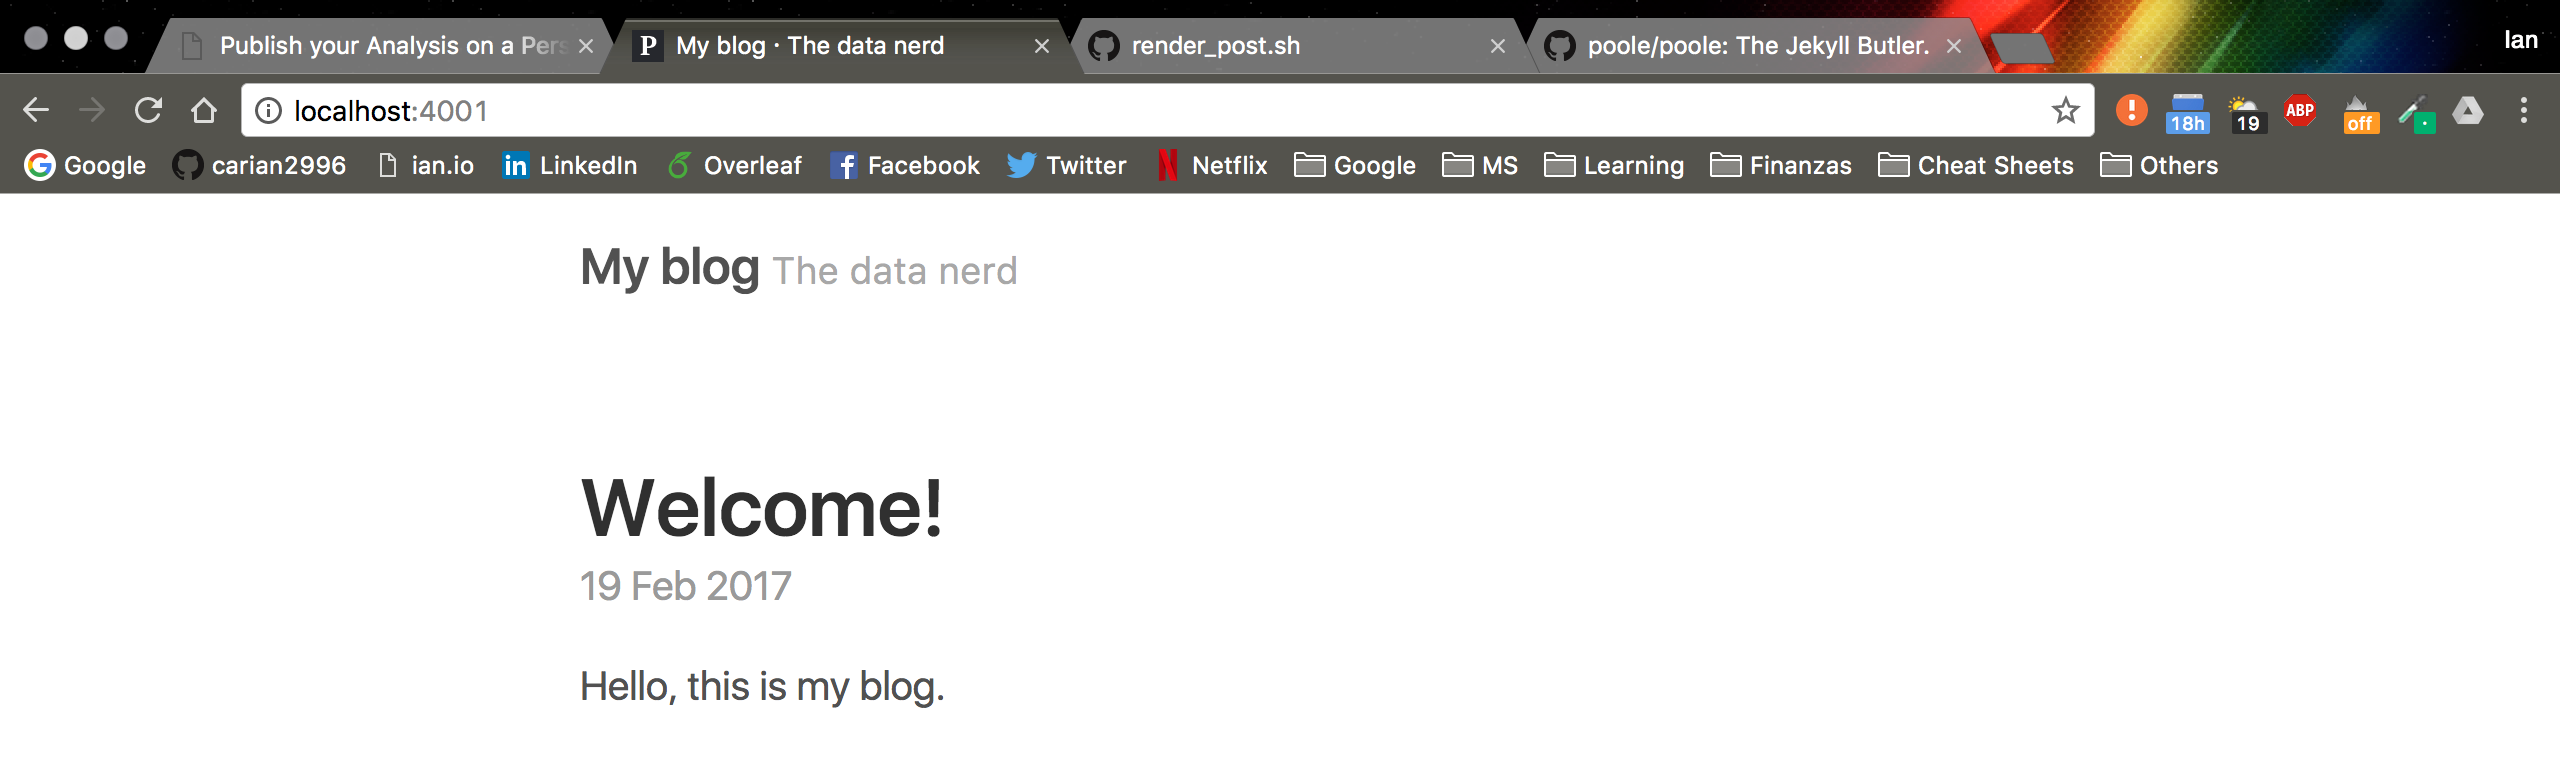 Publish your Analysis on a Pers
My blog · The data nerd
render_post.sh
poole/poole: The Jekyll Butler.
Ian
localhost:4001
18h
19
ABP
off
Google
carian2996
ian.io
LinkedIn
Overleaf
Facebook
Twitter
Netflix
Google
MS
Learning
Finanzas
Cheat Sheets
Others
My blog The data nerd
Welcome!
19 Feb 2017
Hello, this is my blog.